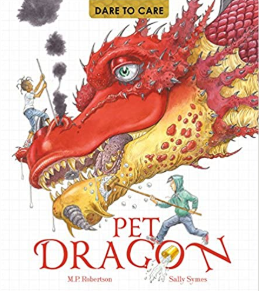 DARE TO CARE
PET
DRAGON
M.P. Robertson Sally Symes